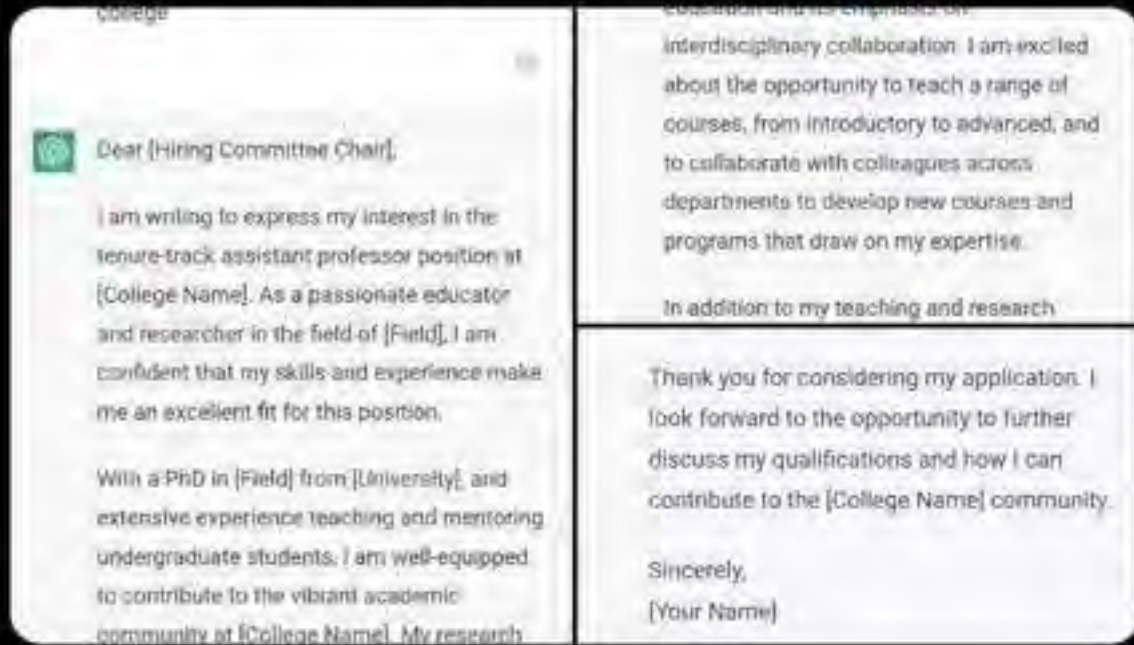 college
Dear [Hiring Committee Chair],
I am writing to express my interest in the
tenure-track assistant professor position at
[College Name]. As a passionate educator
and researcher in the field of [Field], I am
confident that my skills and experience make
me an excellent fit for this position.
With a PhD in [Field] from [University], and
extensive experience teaching and mentoring
undergraduate students, I am well-equipped
to contribute to the vibrant academic
community at [College Name]. My research
education and its emphasis on
interdisciplinary collaboration. I am excited
about the opportunity to teach a range of
courses, from introductory to advanced, and
to collaborate with colleagues across
departments to develop new courses and
programs that draw on my expertise.
In addition to my teaching and research
Thank you for considering my application. I
look forward to the opportunity to further
discuss my qualifications and how I can
contribute to the [College Name] community.
Sincerely,
[Your Name]